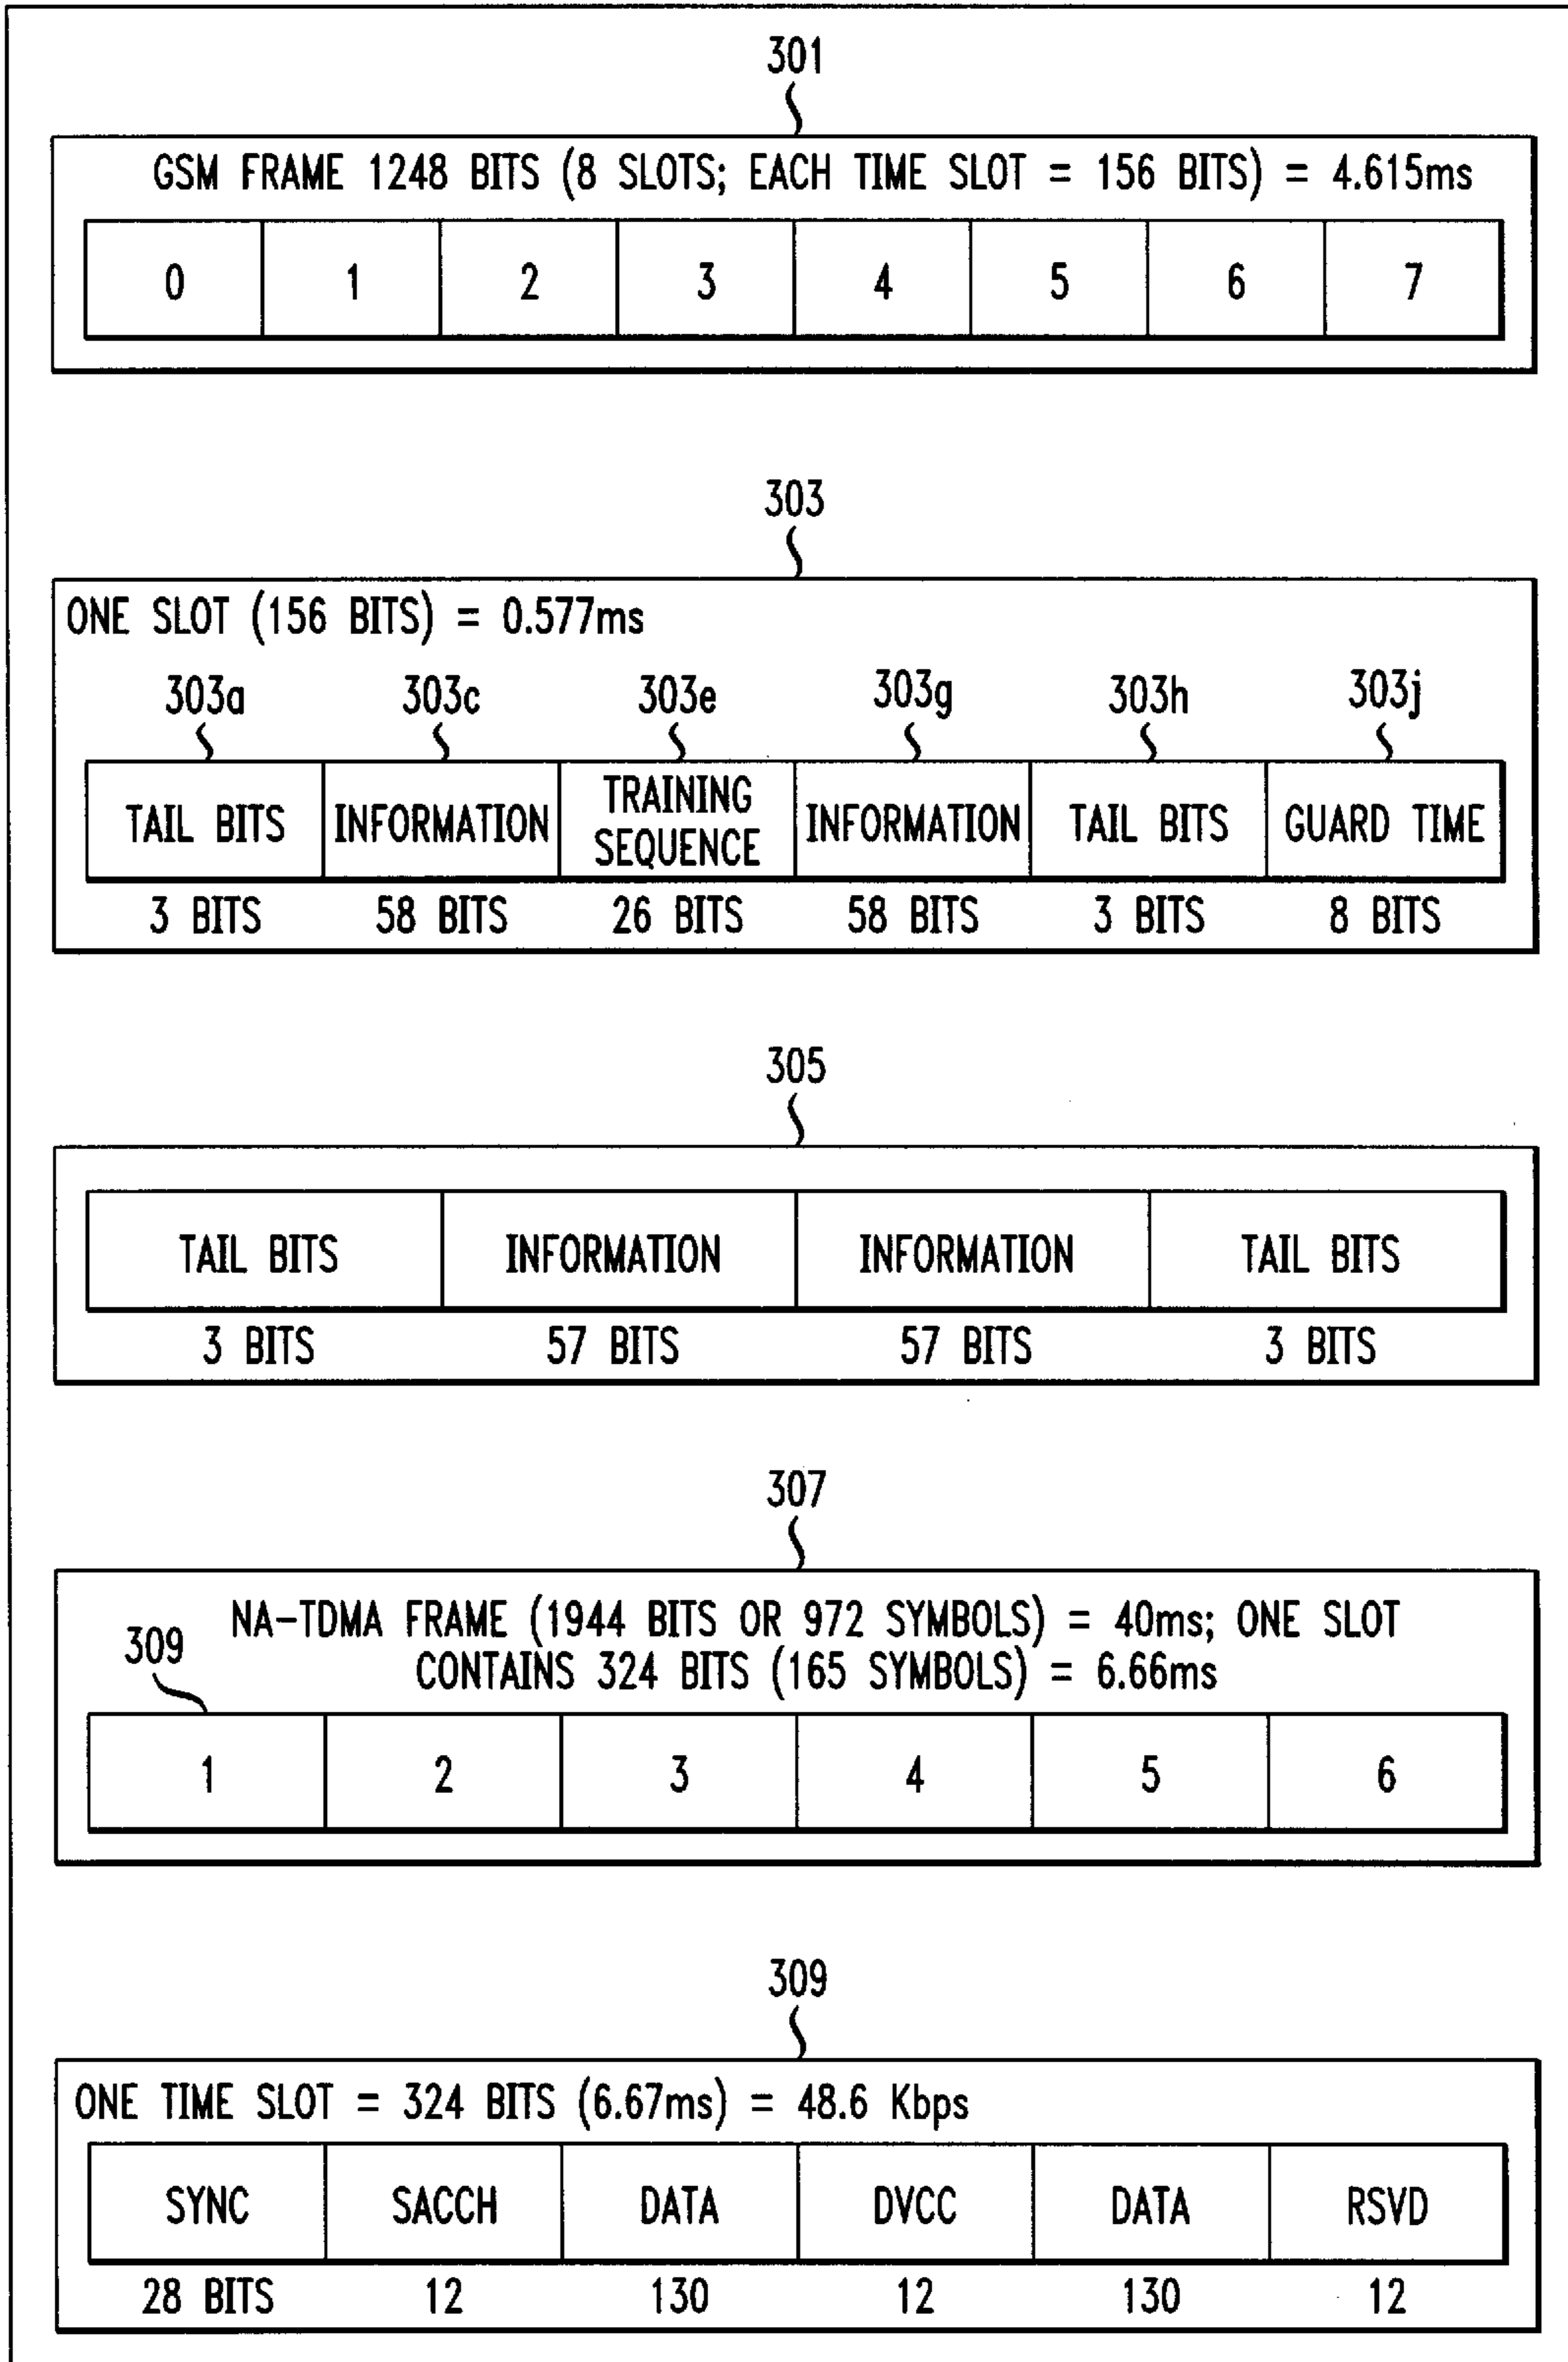 301
GSM FRAME 1248 BITS (8 SLOTS; EACH TIME SLOT = 156 BITS) = 4.615ms
0 1 2 3 4 5 6 7
303
ONE SLOT (156 BITS) = 0.577ms
303a 303c 303e 303g 303h 303j
TAIL BITS INFORMATION TRAINING SEQUENCE INFORMATION TAIL BITS GUARD TIME
3 BITS 58 BITS 26 BITS 58 BITS 3 BITS 8 BITS
305
TAIL BITS INFORMATION INFORMATION TAIL BITS
3 BITS 57 BITS 57 BITS 3 BITS
307
NA-TDMA FRAME (1944 BITS OR 972 SYMBOLS) = 40ms; ONE SLOT
309
CONTAINS 324 BITS (165 SYMBOLS) = 6.66ms
1 2 3 4 5 6
309
ONE TIME SLOT = 324 BITS (6.67ms) = 48.6 Kbps
SYNC SACCH DATA DVCC DATA RSVD
28 BITS 12 130 12 130 12